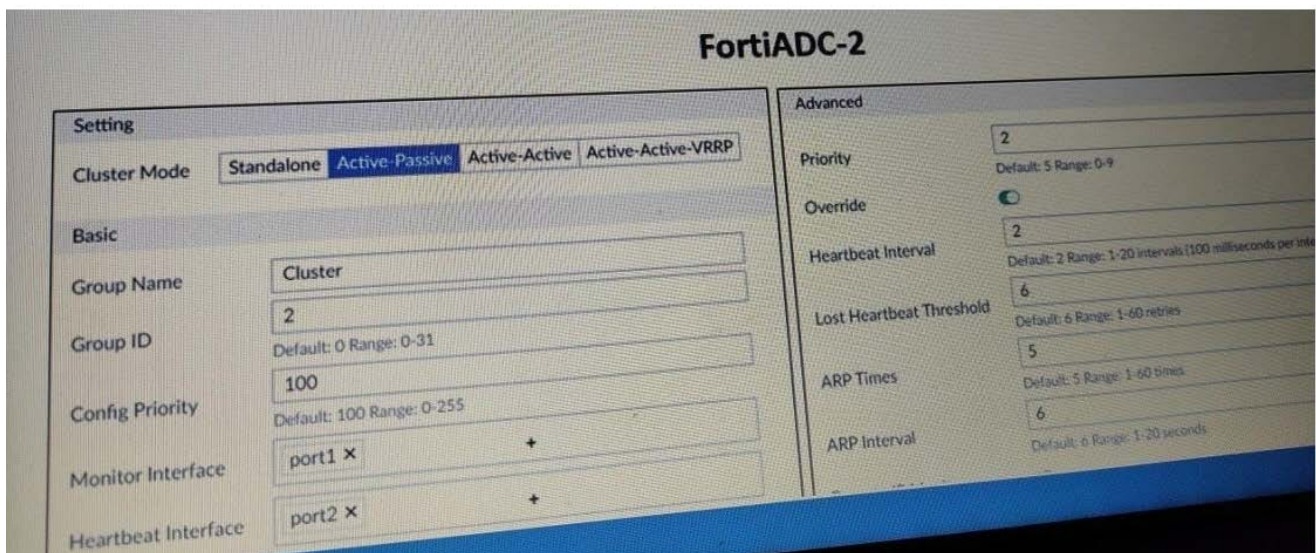 FortiADC-2
Setting
Cluster Mode Standalone Active-Passive Active-Active Active-Active-VRRP
Basic
Group Name Cluster
Group ID 2
Default: 0 Range: 0-31
Config Priority 100
Default: 100 Range: 0-255
Monitor Interface port1 × +
Heartbeat Interface port2 × +
Advanced
Priority 2
Default: 5 Range: 0-9
Override
Heartbeat Interval 2
Default: 2 Range: 1-20 intervals (100 milliseconds per
Lost Heartbeat Threshold 6
Default: 6 Range: 1-60 retries
ARP Times 5
Default: 5 Range: 1-60 times
ARP Interval 6
Default: 6 Range: 1-20 seconds